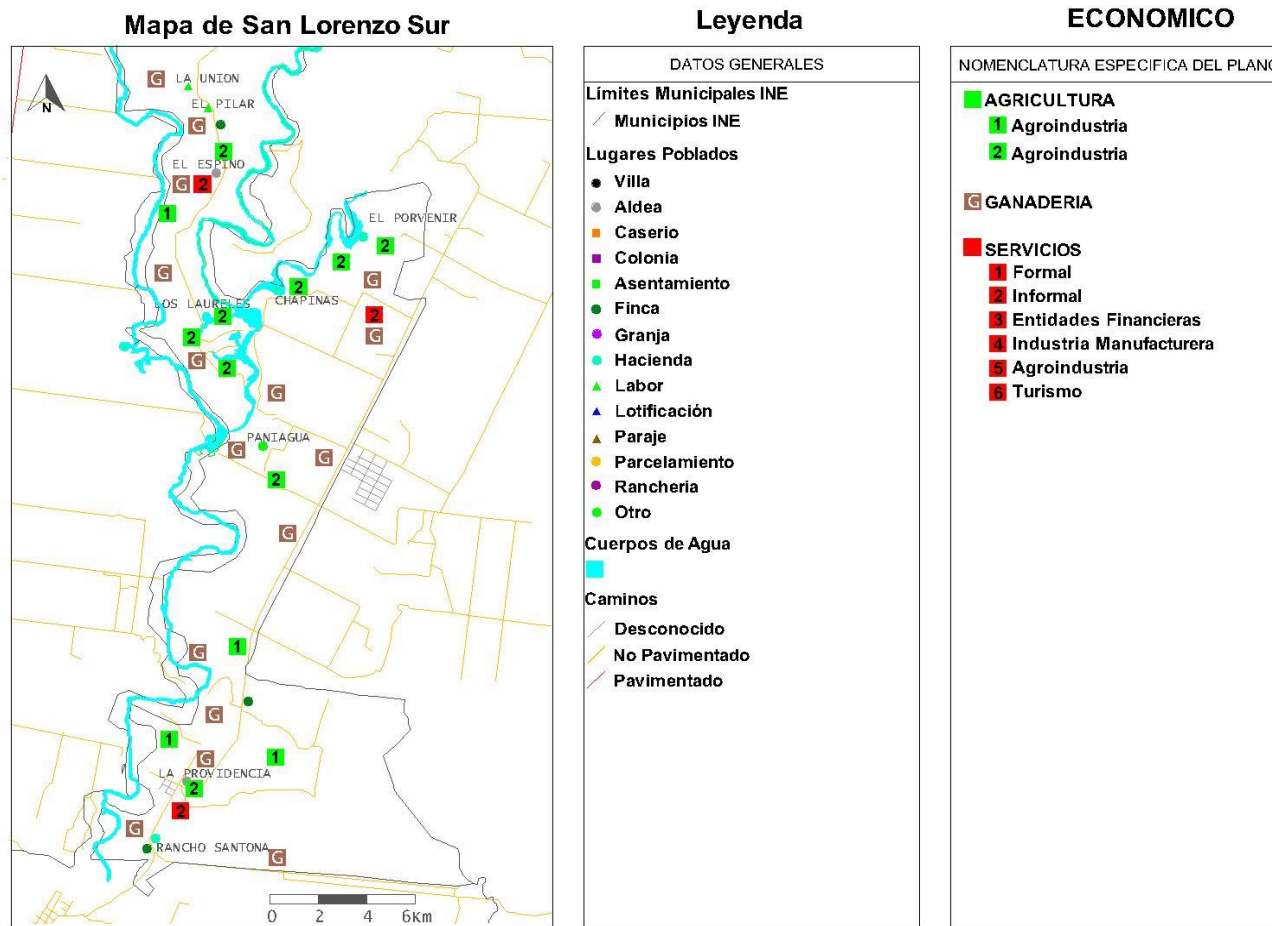 Mapa de San Lorenzo Sur
N
LA UNION
G
EL PILAR
G
2
EL ESPINO
G 2
1
EL PORVENIR
2
2
G
G
2
CHAPINAS
LOS LAURELES
2
2
G
2
G
2
G
PANIAGUA
G
G
2
G
1
G
G
1
G
1
LA PROVIDENCIA
2
2
G
RANCHO SANTONA
G
0 2 4 6Km
Leyenda
DATOS GENERALES
Límites Municipales INE
Municipios INE
Lugares Poblados
Villa
Aldea
Caserio
Colonia
Asentamiento
Finca
Granja
Hacienda
Labor
Lotificación
Paraje
Parcelamiento
Rancheria
Otro
Cuerpos de Agua
Caminos
Desconocido
No Pavimentado
Pavimentado
ECONOMICO
NOMENCLATURA ESPECIFICA DEL PLANO
AGRICULTURA
1 Agroindustria
2 Agroindustria
G GANADERIA
SERVICIOS
1 Formal
2 Informal
3 Entidades Financieras
4 Industria Manufacturera
5 Agroindustria
6 Turismo